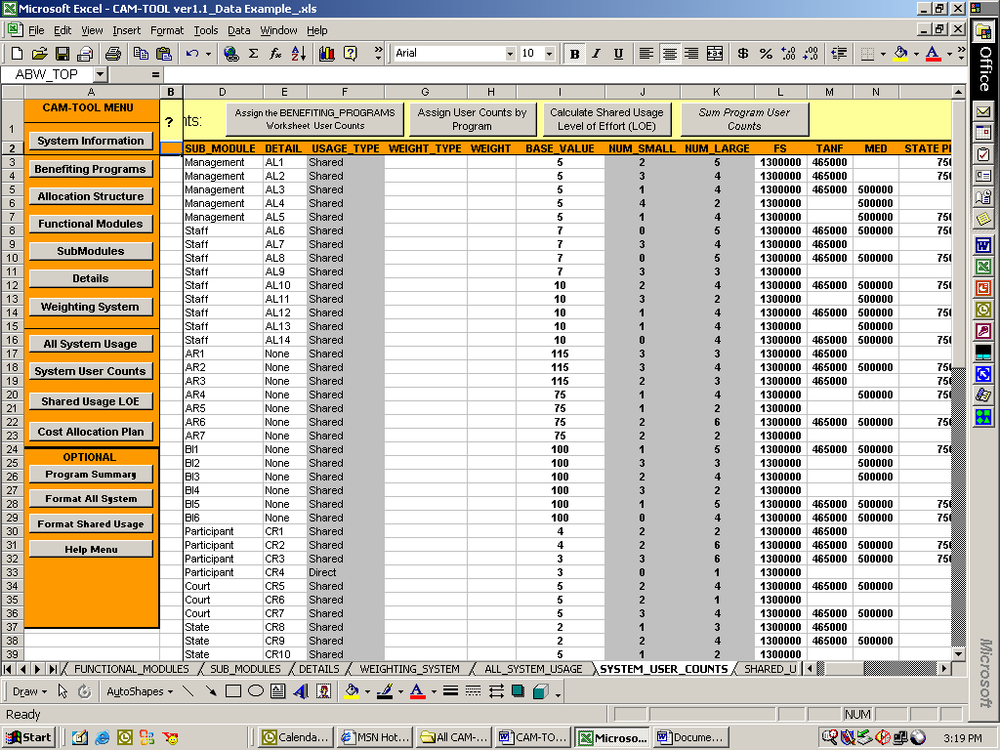 Microsoft Excel - CAM-TOOL ver1.1_Data Example_.xls
File Edit View Insert Format Tools Data Window Help
Arial 10 B I U $ % , 
ABW_TOP =
A B D E F G H I J K L M N
1 CAM-TOOL MENU ? nts: Assign the BENEFITING_PROGRAMS Worksheet User Counts Assign User Counts by Program Calculate Shared Usage Level of Effort (LOE) Sum Program User Counts
System Information
2 SUB_MODULE DETAIL USAGE_TYPE WEIGHT_TYPE WEIGHT BASE_VALUE NUM_SMALL NUM_LARGE FS TANF MED STATE P
3 Management AL1 Shared 5 2 5 1300000 465000 750
4 Management AL2 Shared 5 3 4 1300000 465000 750
5 Management AL3 Shared 5 1 4 1300000 465000 500000
6 Management AL4 Shared 5 4 2 1300000 500000
7 Management AL5 Shared 5 1 4 1300000 500000 750
8 Staff AL6 Shared 7 0 5 1300000 465000 500000 750
9 Staff AL7 Shared 7 3 4 1300000 465000
10 Staff AL8 Shared 7 0 5 1300000 465000 500000 750
11 Staff AL9 Shared 7 3 3 1300000 500000
12 Staff AL10 Shared 10 2 4 1300000 465000 500000 750
13 Staff AL11 Shared 10 3 2 1300000 500000
14 Staff AL12 Shared 10 1 4 1300000 465000 500000 750
15 Staff AL13 Shared 10 1 4 1300000 500000
16 Staff AL14 Shared 10 0 4 1300000 465000 500000 750
17 AR1 None Shared 115 3 3 1300000 465000
18 AR2 None Shared 115 3 4 1300000 465000 500000 750
19 AR3 None Shared 115 2 3 1300000 465000 750
20 AR4 None Shared 75 1 4 1300000 500000 750
21 AR5 None Shared 75 1 2 1300000
22 AR6 None Shared 75 2 6 1300000 465000 500000 750
23 AR7 None Shared 75 2 2 1300000
24 BI1 None Shared 100 1 5 1300000 465000 500000 750
25 BI2 None Shared 100 3 3 1300000 500000
26 BI3 None Shared 100 2 4 1300000 500000
27 BI4 None Shared 100 3 2 1300000
28 BI5 None Shared 100 1 5 1300000 465000 500000 750
29 BI6 None Shared 100 0 4 1300000 465000 500000 750
30 Participant CR1 Shared 4 2 2 1300000 465000
31 Participant CR2 Shared 4 2 6 1300000 465000 500000 750
32 Participant CR3 Shared 3 3 6 1300000 465000 500000 750
33 Participant CR4 Direct 3 0 1 1300000
34 Court CR5 Shared 5 2 4 1300000 465000 500000
35 Court CR6 Shared 5 2 1 1300000
36 Court CR7 Shared 5 3 4 1300000 465000 500000
37 State CR8 Shared 2 1 3 1300000 465000
38 State CR9 Shared 2 2 4 1300000 465000 500000
39 State CR10 Shared 5 1 2 1300000
Benefiting Programs
Allocation Structure
Functional Modules
SubModules
Details
Weighting System
All System Usage
System User Counts
Shared Usage LOE
Cost Allocation Plan
OPTIONAL
Program Summary
Format All System
Format Shared Usage
Help Menu
FUNCTIONAL_MODULES SUB_MODULES DETAILS WEIGHTING_SYSTEM ALL_SYSTEM_USAGE SYSTEM_USER_COUNTS SHARED_U
Draw AutoShapes
Ready NUM
Start Calenda... MSN Hot... All CAM-... CAM-TO... Microso... Docume... 3:19 PM
Office
Microsoft